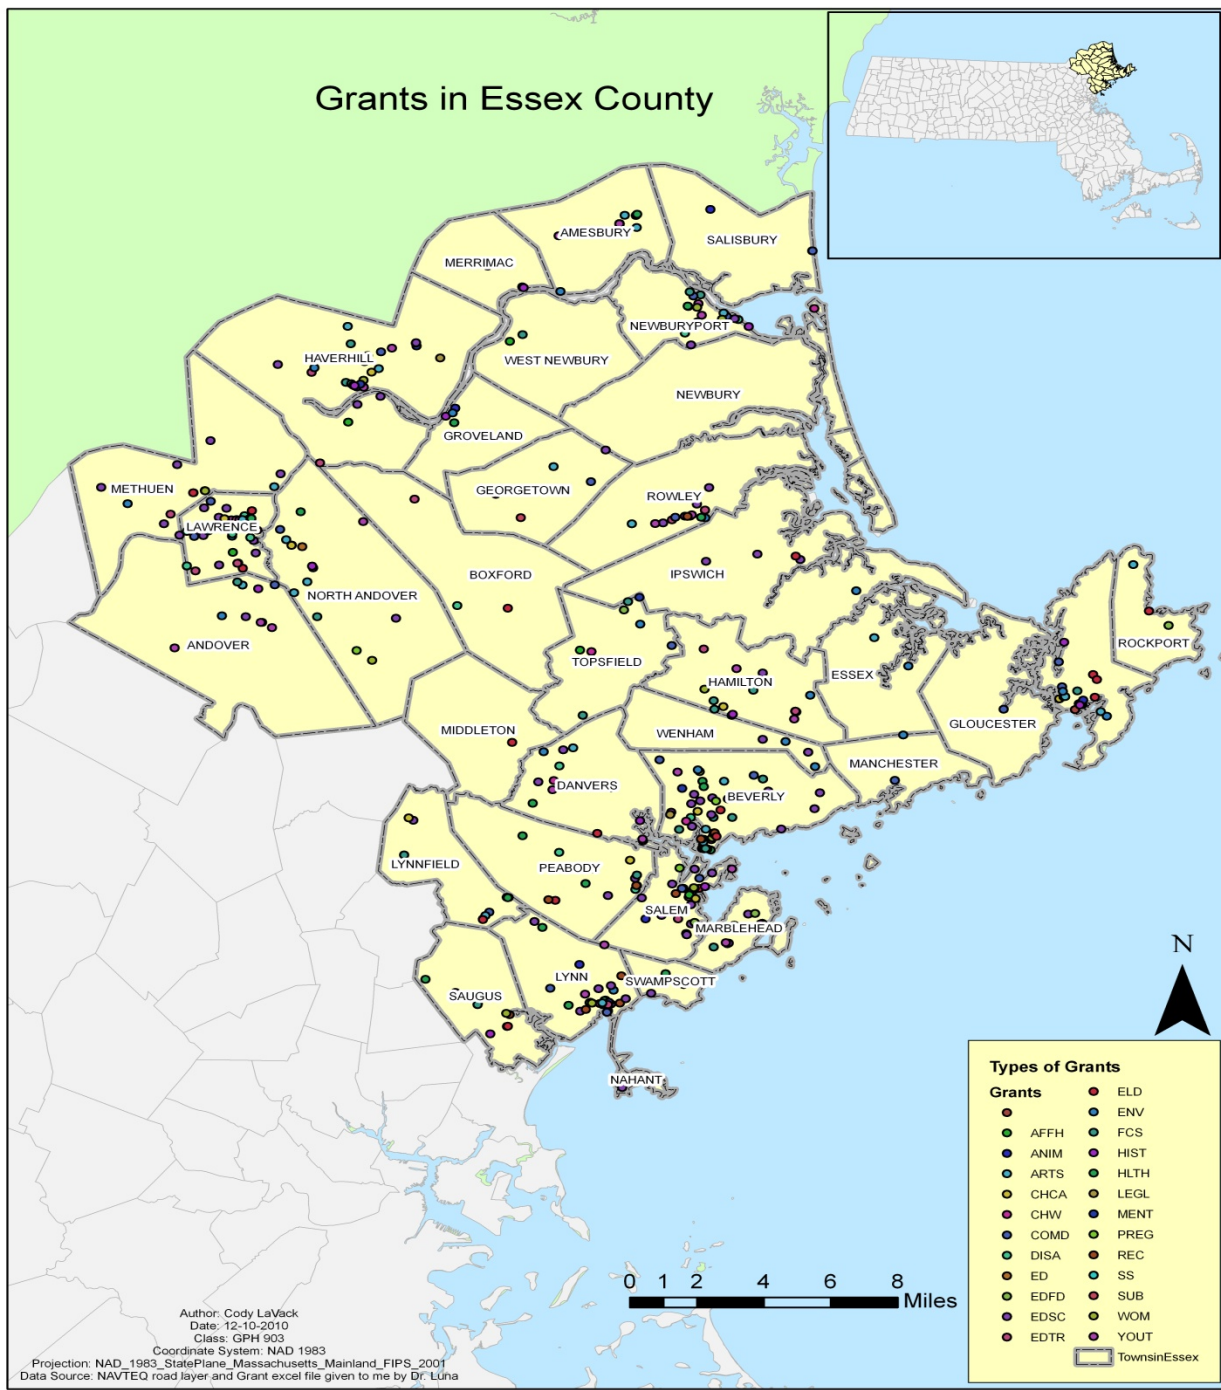 Grants in Essex County
AMESBURY
SALISBURY
MERRIMAC
NEWBURYPORT
HAVERHILL
WEST NEWBURY
NEWBURY
GROVELAND
METHUEN
GEORGETOWN
ROWLEY
LAWRENCE
BOXFORD
IPSWICH
NORTH ANDOVER
ANDOVER
TOPSFIELD
ROCKPORT
HAMILTON
ESSEX
GLOUCESTER
MIDDLETON
WENHAM
MANCHESTER
DANVERS
BEVERLY
LYNNFIELD
PEABODY
SALEM
MARBLEHEAD
LYNN
SWAMPSCOTT
SAUGUS
NAHANT
N
Types of Grants
Grants
AFFH
ANIM
ARTS
CHCA
CHW
COMD
DISA
ED
EDFD
EDSC
EDTR
ELD
ENV
FCS
HIST
HLTH
LEGL
MENT
PREG
REC
SS
SUB
WOM
YOUT
TownsinEssex
0 1 2 4 6 8
Miles
Author: Cody LaVack
Date: 12-10-2010
Class: GPH 903
Coordinate System: NAD 1983
Projection: NAD_1983_StatePlane_Massachusetts_Mainland_FIPS_2001
Data Source: NAVTEQ road layer and Grant excel file given to me by Dr. Luna